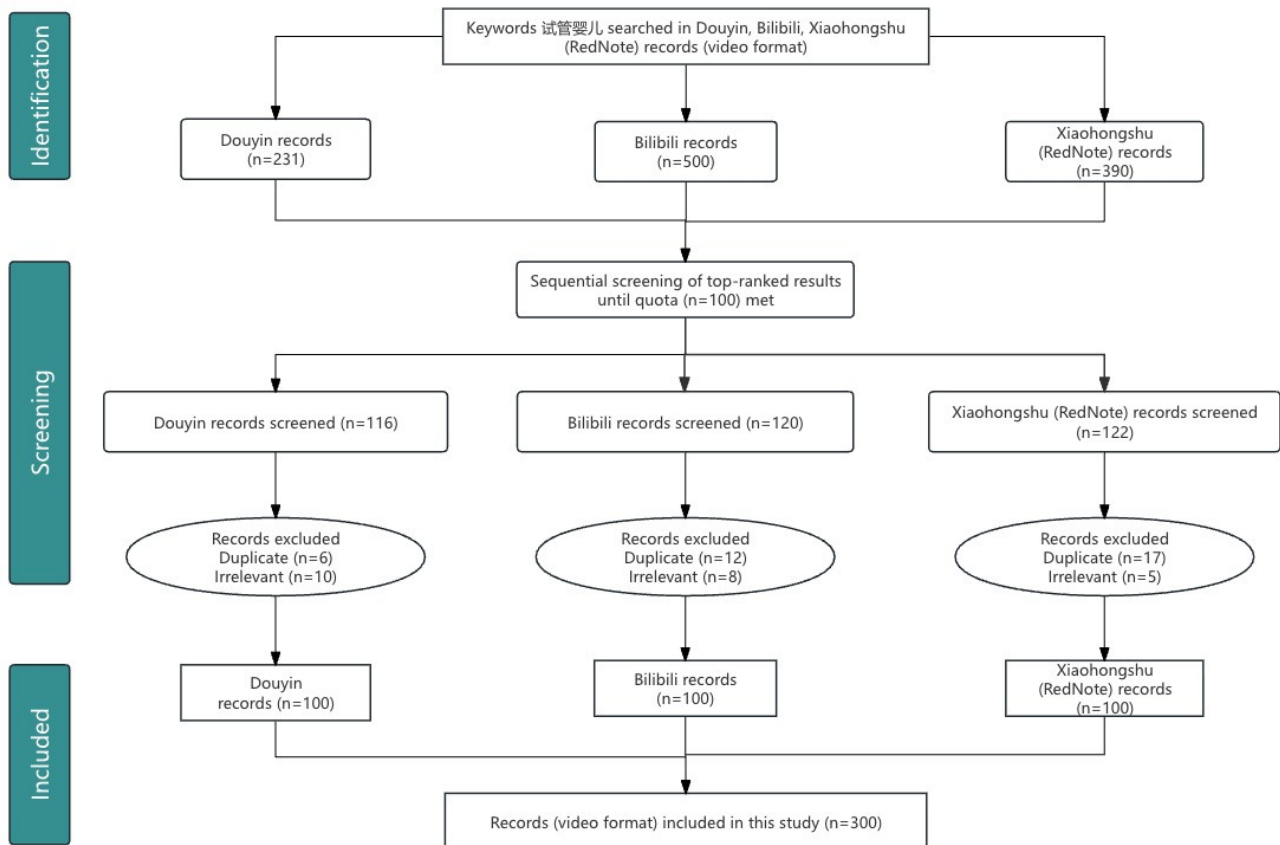 Identification
Keywords 试管婴儿 searched in Douyin, Bilibili, Xiaohongshu
(RedNote) records (video format)
Douyin records
(n=231)
Bilibili records
(n=500)
Xiaohongshu
(RedNote) records
(n=390)
Screening
Sequential screening of top-ranked results
until quota (n=100) met
Douyin records screened (n=116)
Bilibili records screened (n=120)
Xiaohongshu (RedNote) records screened
(n=122)
Records excluded
Duplicate (n=6)
Irrelevant (n=10)
Records excluded
Duplicate (n=12)
Irrelevant (n=8)
Records excluded
Duplicate (n=17)
Irrelevant (n=5)
Included
Douyin
records (n=100)
Bilibili records
(n=100)
Xiaohongshu
(RedNote) records
(n=100)
Records (video format) included in this study (n=300)